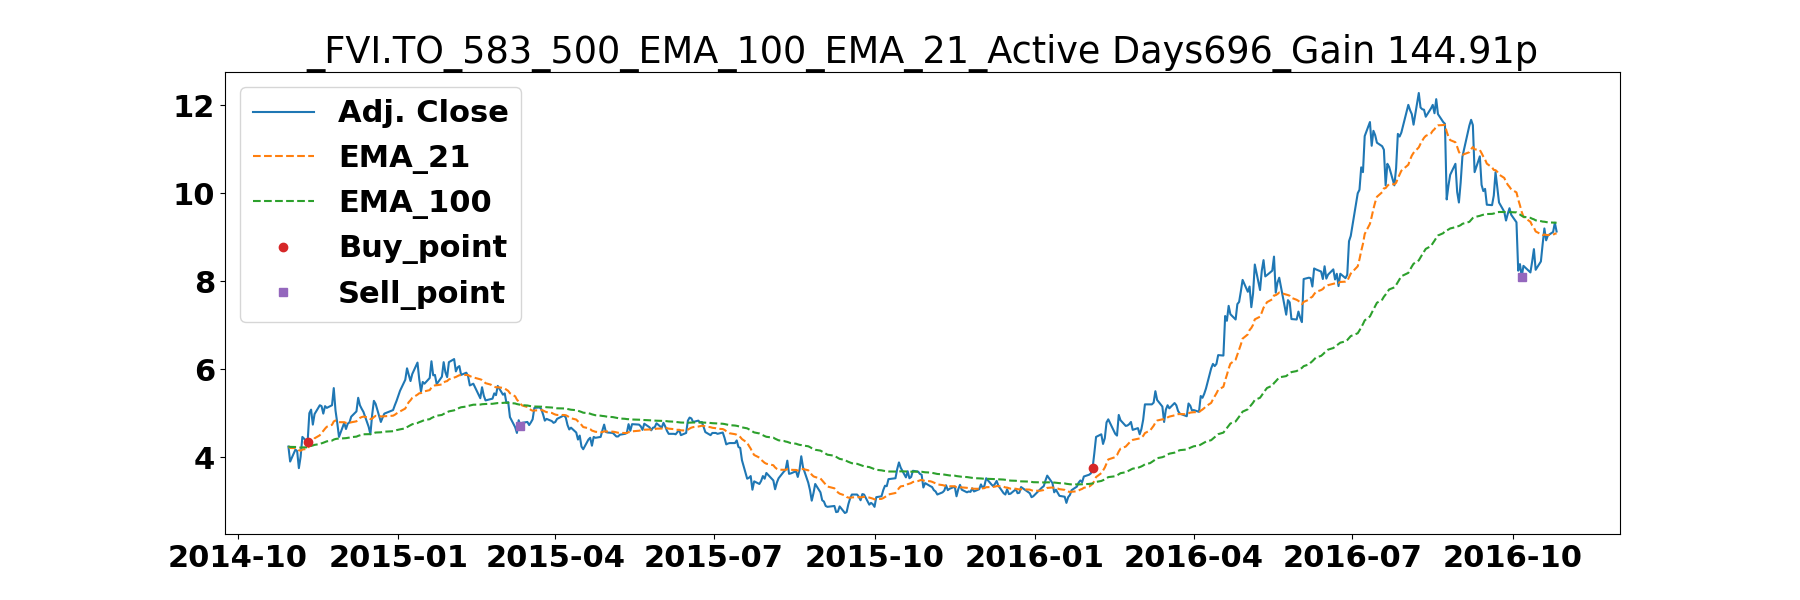 _FVI.TO_583_500_EMA_100_EMA_21_Active Days696_Gain 144.91p
Adj. Close
EMA_21
EMA_100
Buy_point
Sell_point
12
10
8
6
4
2014-10 2015-01 2015-04 2015-07 2015-10 2016-01 2016-04 2016-07 2016-10